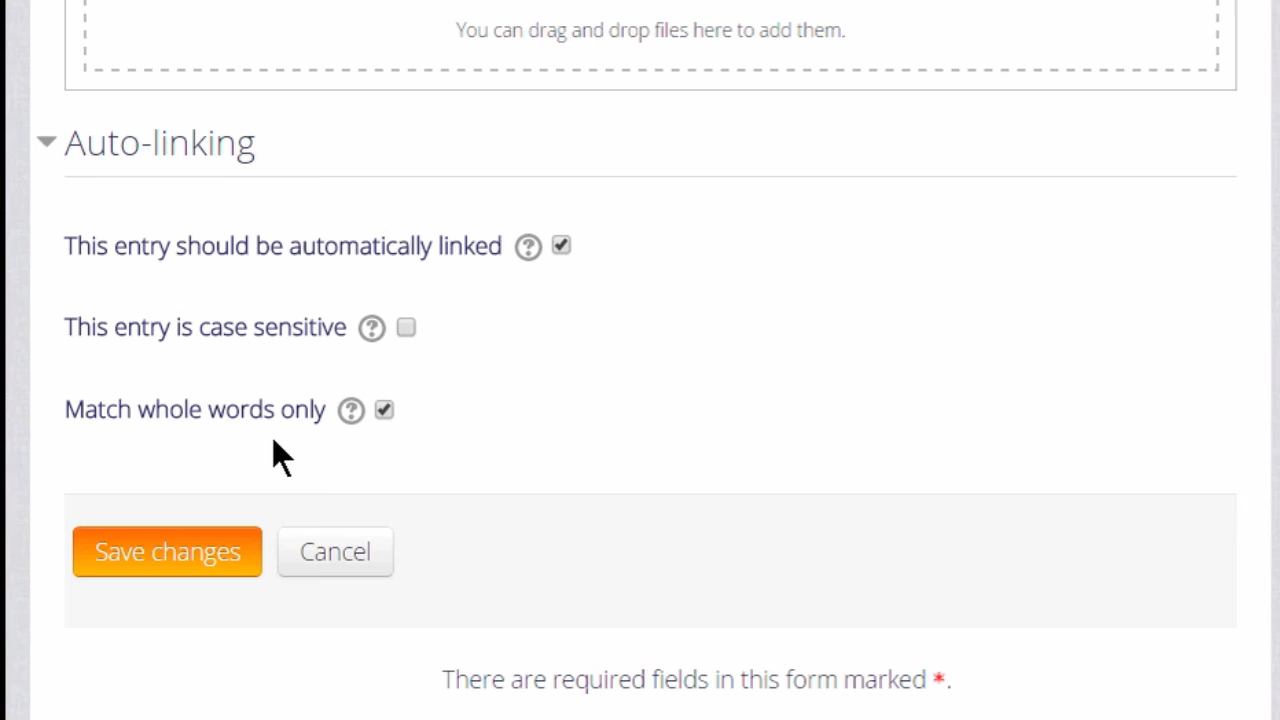 You can drag and drop files here to add them.
Auto-linking
This entry should be automatically linked
This entry is case sensitive
Match whole words only
Save changes Cancel
There are required fields in this form marked *.